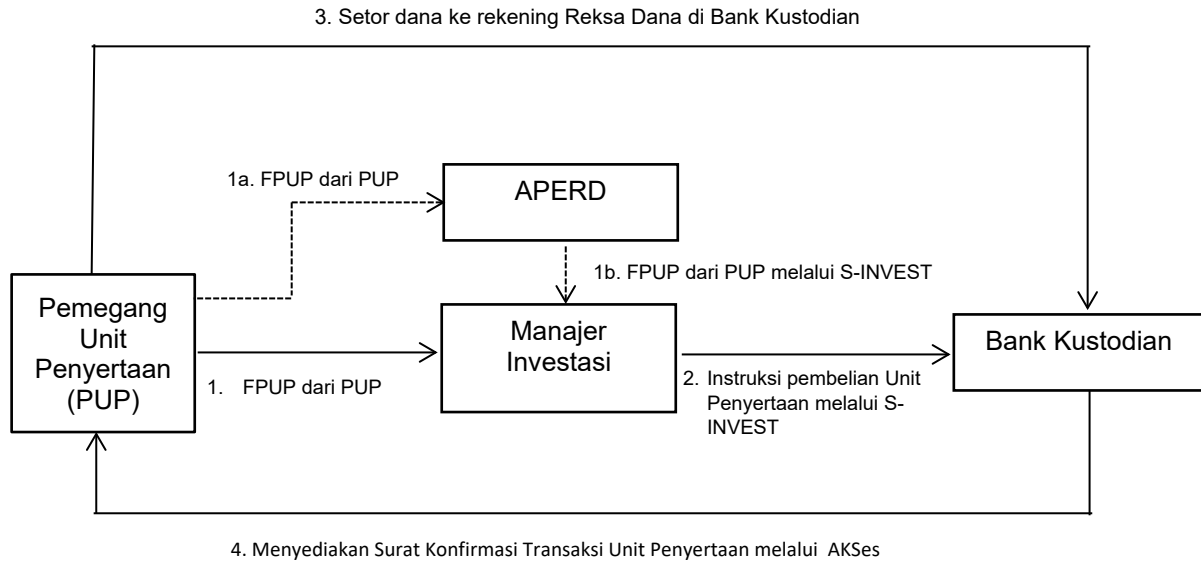 3. Setor dana ke rekening Reksa Dana di Bank Kustodian
1a. FPUP dari PUP
APERD
1b. FPUP dari PUP melalui S-INVEST
Pemegang
Unit
Penyertaan
(PUP)
Manajer
Investasi
Bank Kustodian
1. FPUP dari PUP
2. Instruksi pembelian Unit
Penyertaan melalui S-
INVEST
4. Menyediakan Surat Konfirmasi Transaksi Unit Penyertaan melalui AKSes